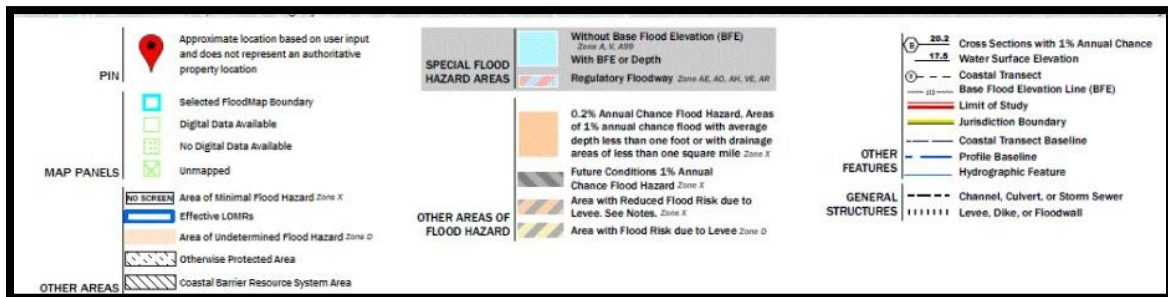 PIN
Approximate location based on user input
and does not represent an authoritative
property location
MAP PANELS
Selected FloodMap Boundary
Digital Data Available
No Digital Data Available
Unmapped
OTHER AREAS
NO SCREEN Area of Minimal Flood Hazard Zone X
Effective LOMRs
Area of Undetermined Flood Hazard Zone D
Otherwise Protected Area
Coastal Barrier Resource System Area
SPECIAL FLOOD
HAZARD AREAS
Without Base Flood Elevation (BFE)
Zone A, V, A99
With BFE or Depth
Regulatory Floodway Zone AE, AO, AH, VE, AR
OTHER AREAS OF
FLOOD HAZARD
0.2% Annual Chance Flood Hazard, Areas
of 1% annual chance flood with average
depth less than one foot or with drainage
areas of less than one square mile Zone X
Future Conditions 1% Annual
Chance Flood Hazard Zone X
Area with Reduced Flood Risk due to
Levee. See Notes. Zone X
Area with Flood Risk due to Levee Zone D
OTHER
FEATURES
B 20.2 Cross Sections with 1% Annual Chance
17.5 Water Surface Elevation
8 Coastal Transect
513 Base Flood Elevation Line (BFE)
Limit of Study
Jurisdiction Boundary
Coastal Transect Baseline
Profile Baseline
Hydrographic Feature
GENERAL
STRUCTURES
Channel, Culvert, or Storm Sewer
Levee, Dike, or Floodwall